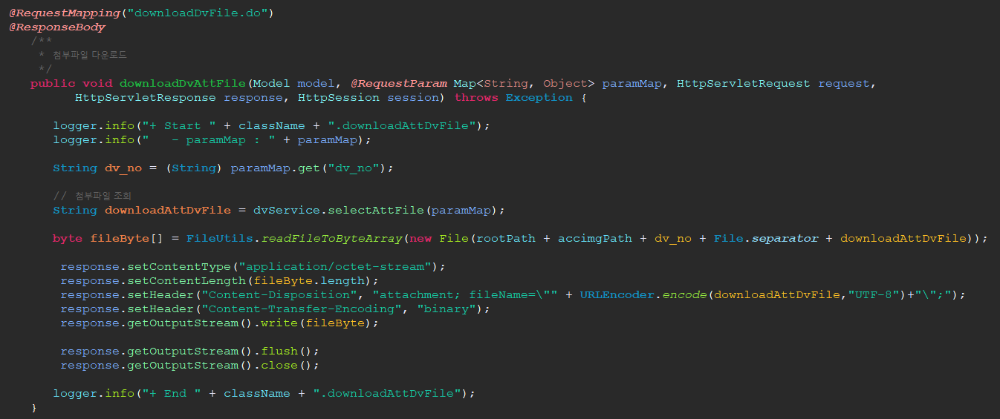 @RequestMapping("downloadDvFile.do")
@ResponseBody
/**
* 첨부파일 다운로드
*/
public void downloadDvAttFile(Model model, @RequestParam Map<String, Object> paramMap, HttpServletRequest request,
HttpServletResponse response, HttpSession session) throws Exception {
logger.info("+ Start " + className + ".downloadAttDvFile");
logger.info("   - paramMap : " + paramMap);
String dv_no = (String) paramMap.get("dv_no");
// 첨부파일 조회
String downloadAttDvFile = dvService.selectAttFile(paramMap);
byte fileByte[] = FileUtils.readFileToByteArray(new File(rootPath + accimgPath + dv_no + File.separator + downloadAttDvFile));
response.setContentType("application/octet-stream");
response.setContentLength(fileByte.length);
response.setHeader("Content-Disposition", "attachment; fileName=\"" + URLEncoder.encode(downloadAttDvFile,"UTF-8")+"\";");
response.setHeader("Content-Transfer-Encoding", "binary");
response.getOutputStream().write(fileByte);
response.getOutputStream().flush();
response.getOutputStream().close();
logger.info("+ End " + className + ".downloadAttDvFile");
}